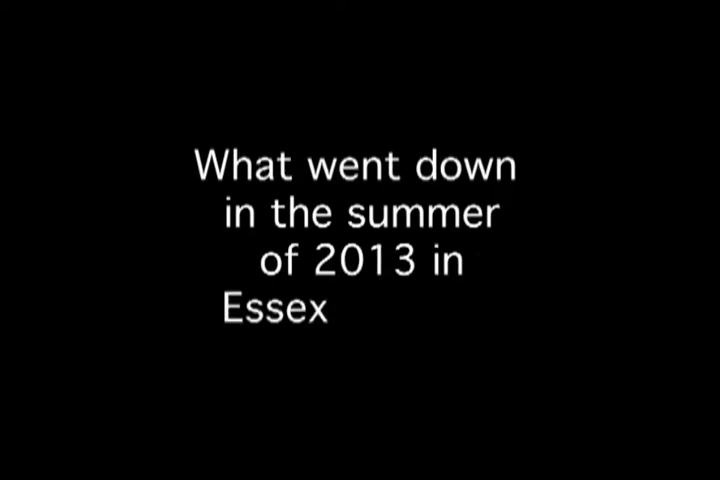 What went down
in the summer
of 2013 in
Essex